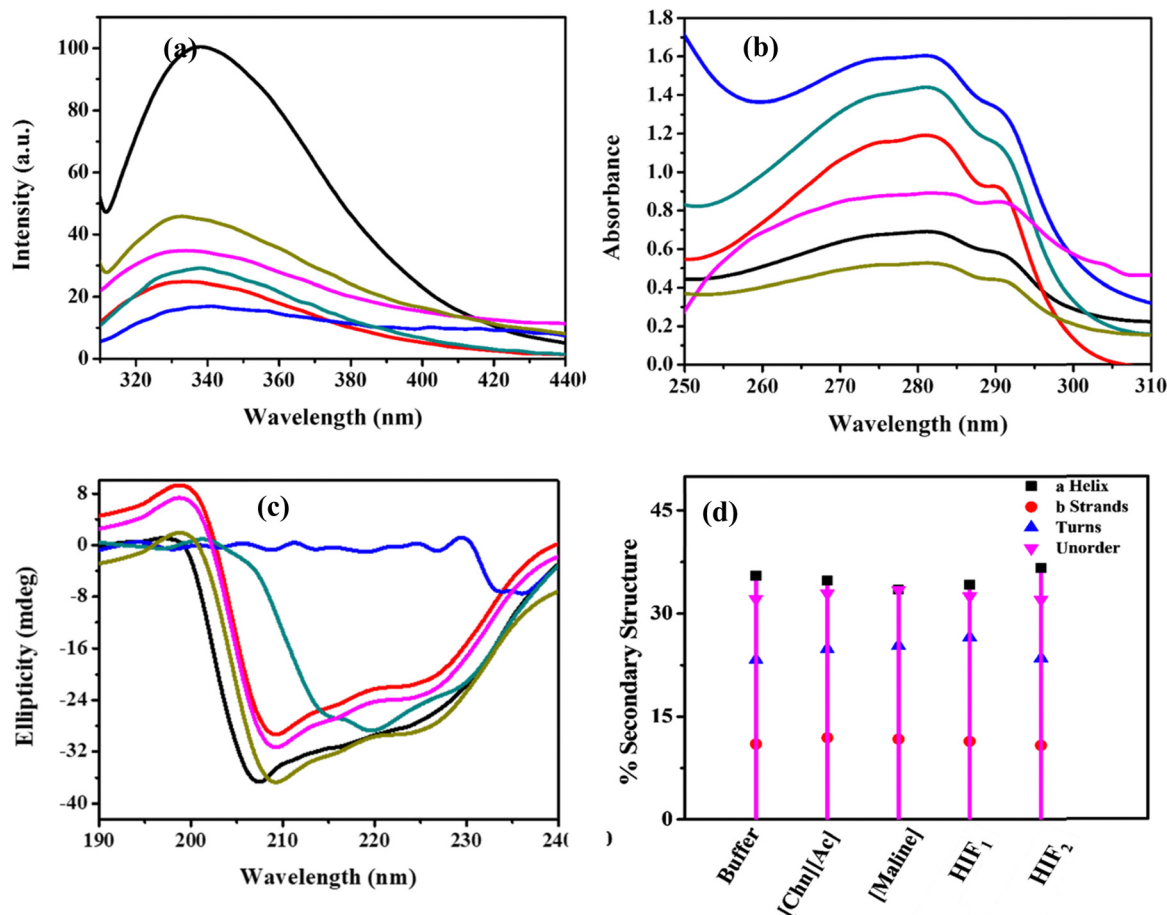 (a)
100
80
60
40
20
0
320 340 360 380 400 420 440
Intensity (a.u.)
Wavelength (nm)
(b)
1.8
1.6
1.4
1.2
1.0
0.8
0.6
0.4
0.2
0.0
250 260 270 280 290 300 310
Absorbance
Wavelength (nm)
(c)
8
0
-8
-16
-24
-32
-40
190 200 210 220 230 240
Ellipticity (mdeg)
Wavelength (nm)
(d)
a Helix
b Strands
Turns
Unorder
45
30
15
0
% Secondary Structure
Buffer
[Chn][Ac]
[Maline]
HIF1
HIF2